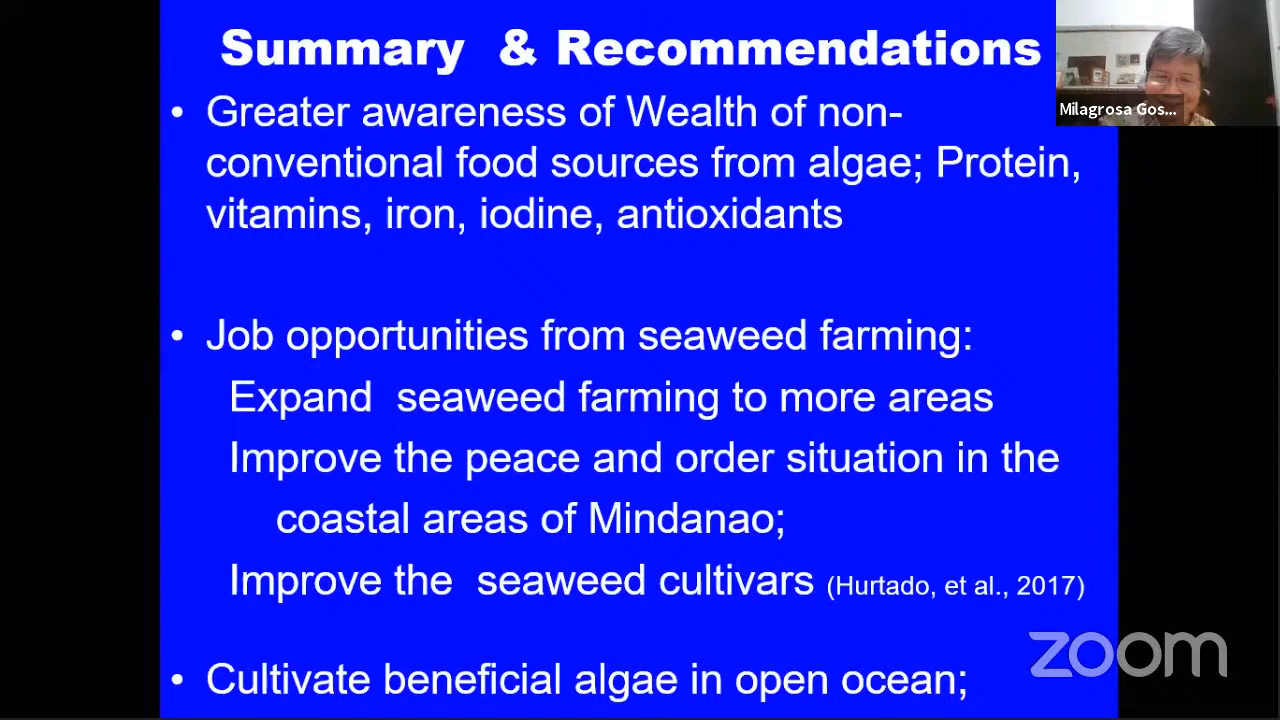 Summary & Recommendations
Milagrosa Gos...
• Greater awareness of Wealth of non-
conventional food sources from algae; Protein,
vitamins, iron, iodine, antioxidants
• Job opportunities from seaweed farming:
Expand seaweed farming to more areas
Improve the peace and order situation in the
coastal areas of Mindanao;
Improve the seaweed cultivars (Hurtado, et al., 2017)
zoom
• Cultivate beneficial algae in open ocean;